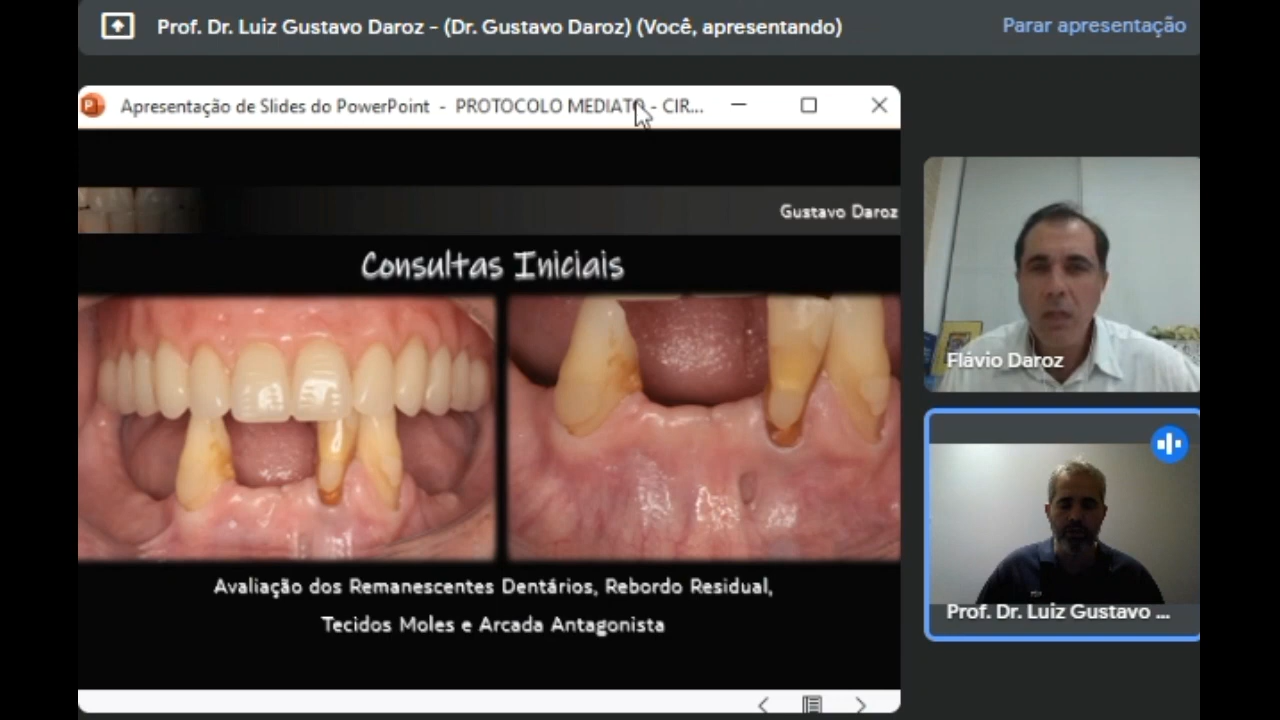 Prof. Dr. Luiz Gustavo Daroz - (Dr. Gustavo Daroz) (Você, apresentando)
Parar apresentação
Apresentação de Slides do PowerPoint - PROTOCOLO MEDIATO - CIR...
Gustavo Daroz
Consultas Iniciais
Flávio Daroz
Avaliação dos Remanescentes Dentários, Rebordo Residual,
Tecidos Moles e Arcada Antagonista
Prof. Dr. Luiz Gustavo ...